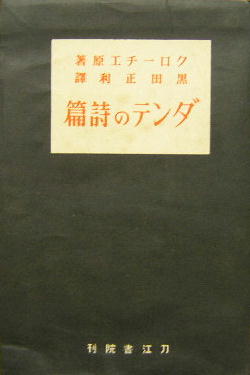 クローチエ原著
黒田正利譯
ダンテの詩篇
刀江書院刊